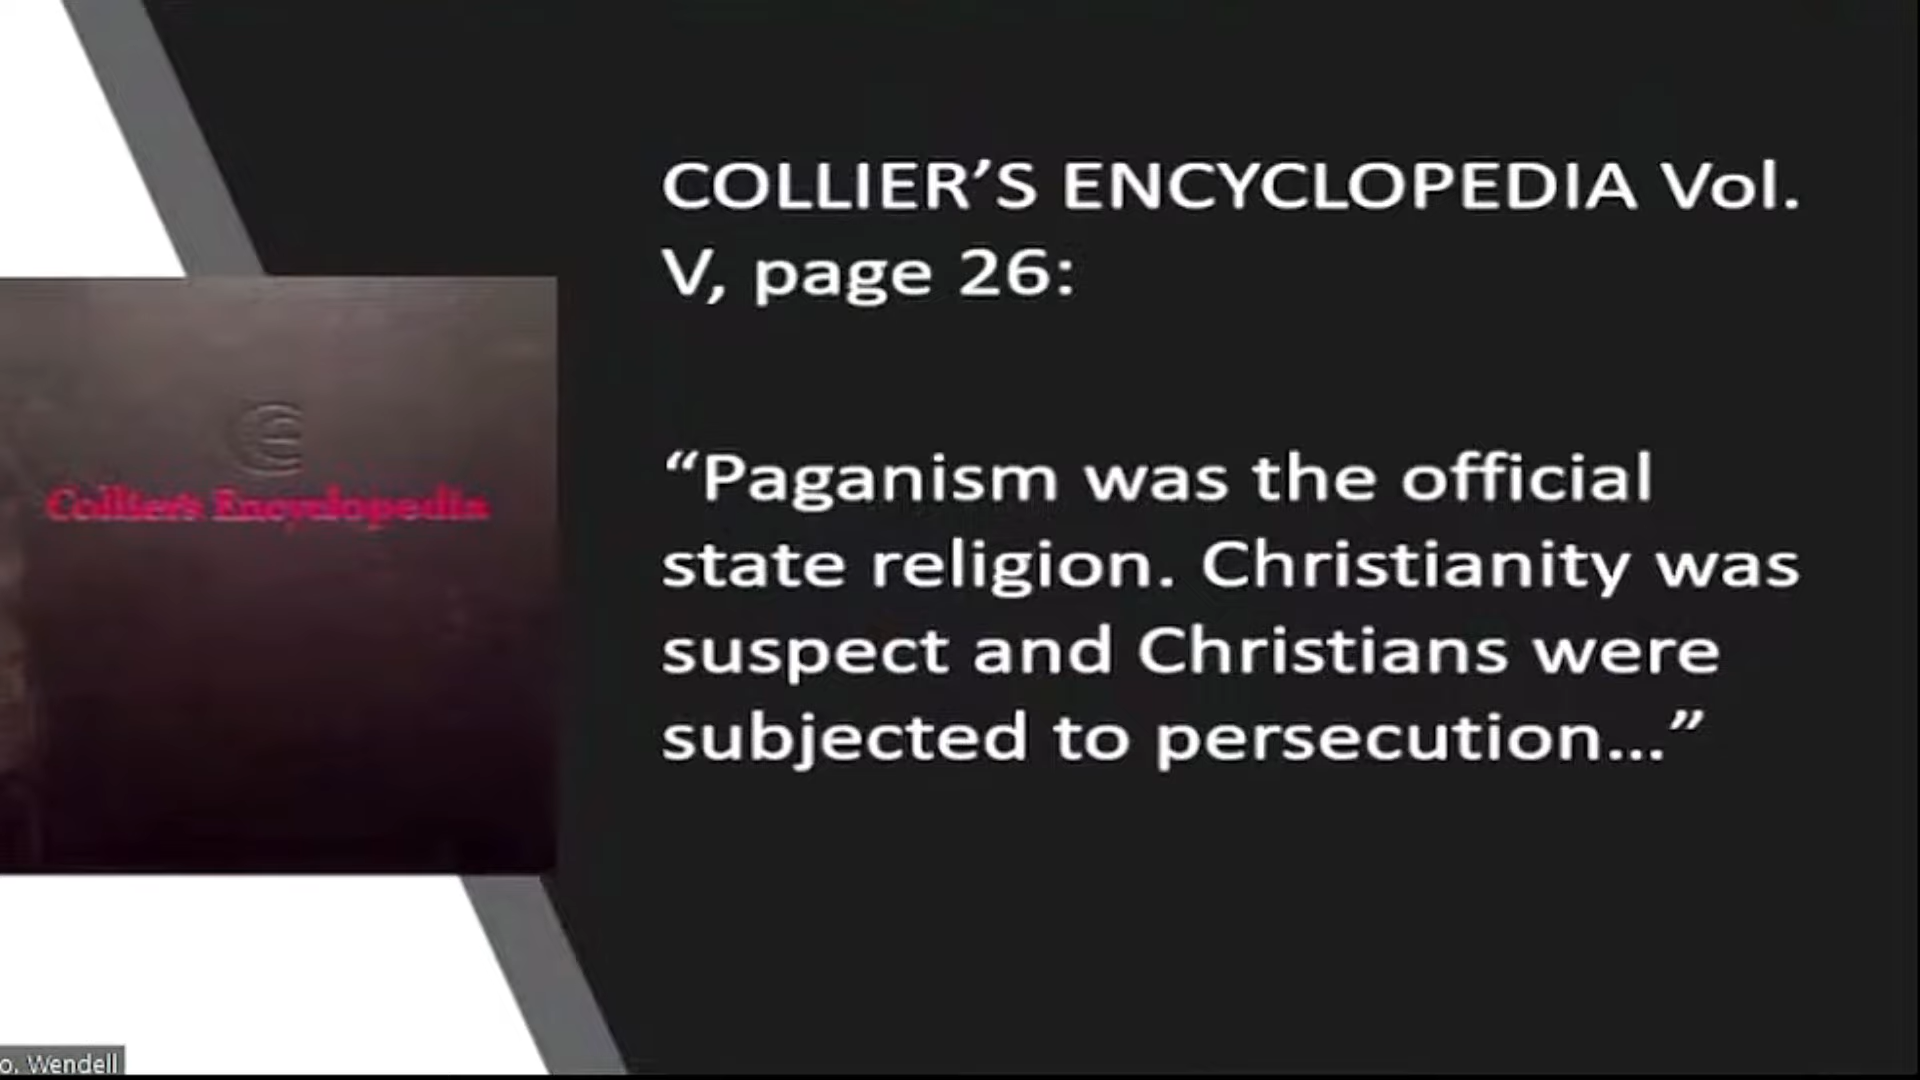 COLLIER’S ENCYCLOPEDIA Vol.
V, page 26:
“Paganism was the official
state religion. Christianity was
suspect and Christians were
subjected to persecution...”
Collier's Encyclopedia
o. Wendell